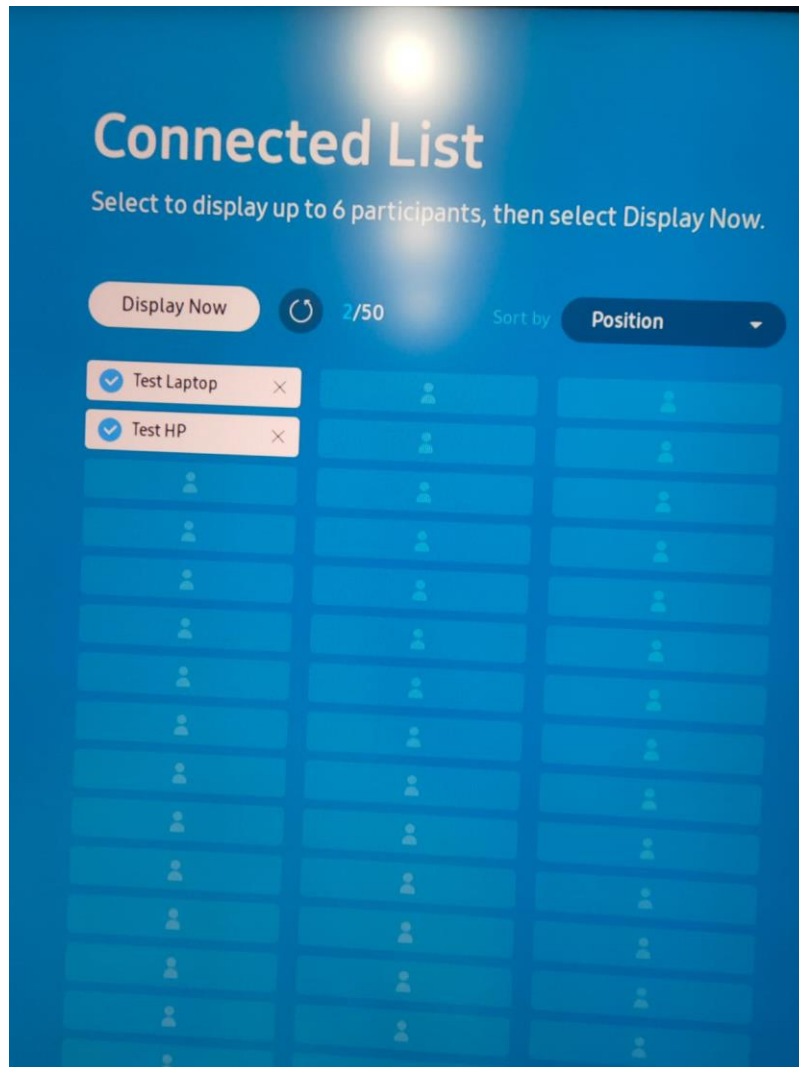 Connected List
Select to display up to 6 participants, then select Display Now.
Display Now 2/50 Sort by Position
Test Laptop
Test HP